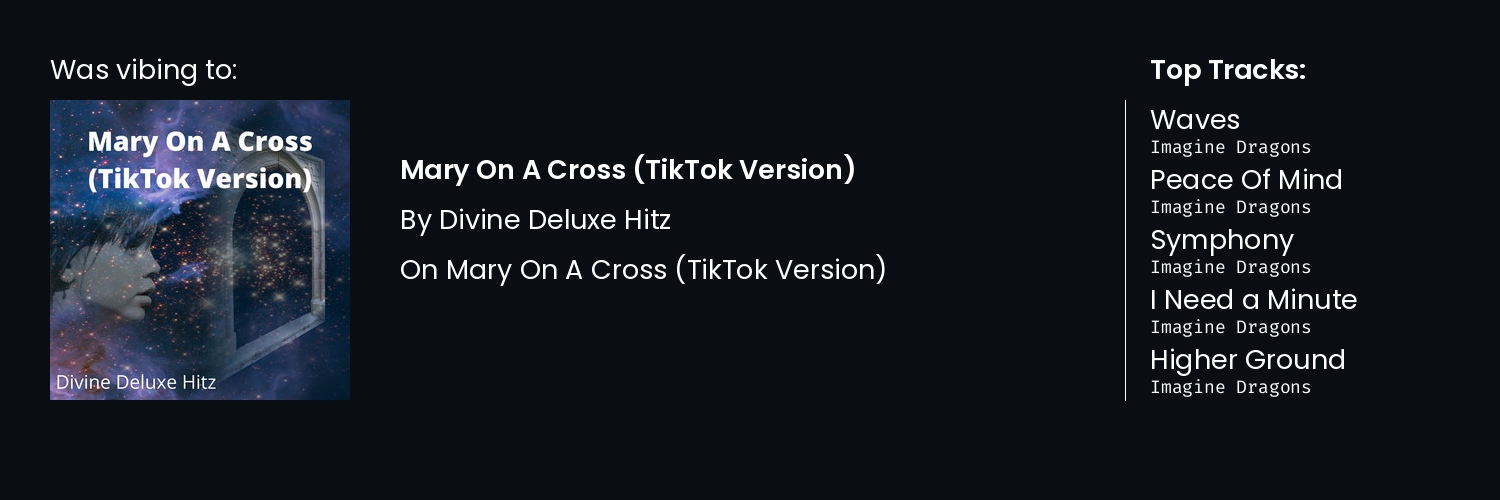 Was vibing to:
Mary On A Cross
(TikTok Version)
Divine Deluxe Hitz
Mary On A Cross (TikTok Version)
By Divine Deluxe Hitz
On Mary On A Cross (TikTok Version)
Top Tracks:
Waves
Imagine Dragons
Peace Of Mind
Imagine Dragons
Symphony
Imagine Dragons
I Need a Minute
Imagine Dragons
Higher Ground
Imagine Dragons